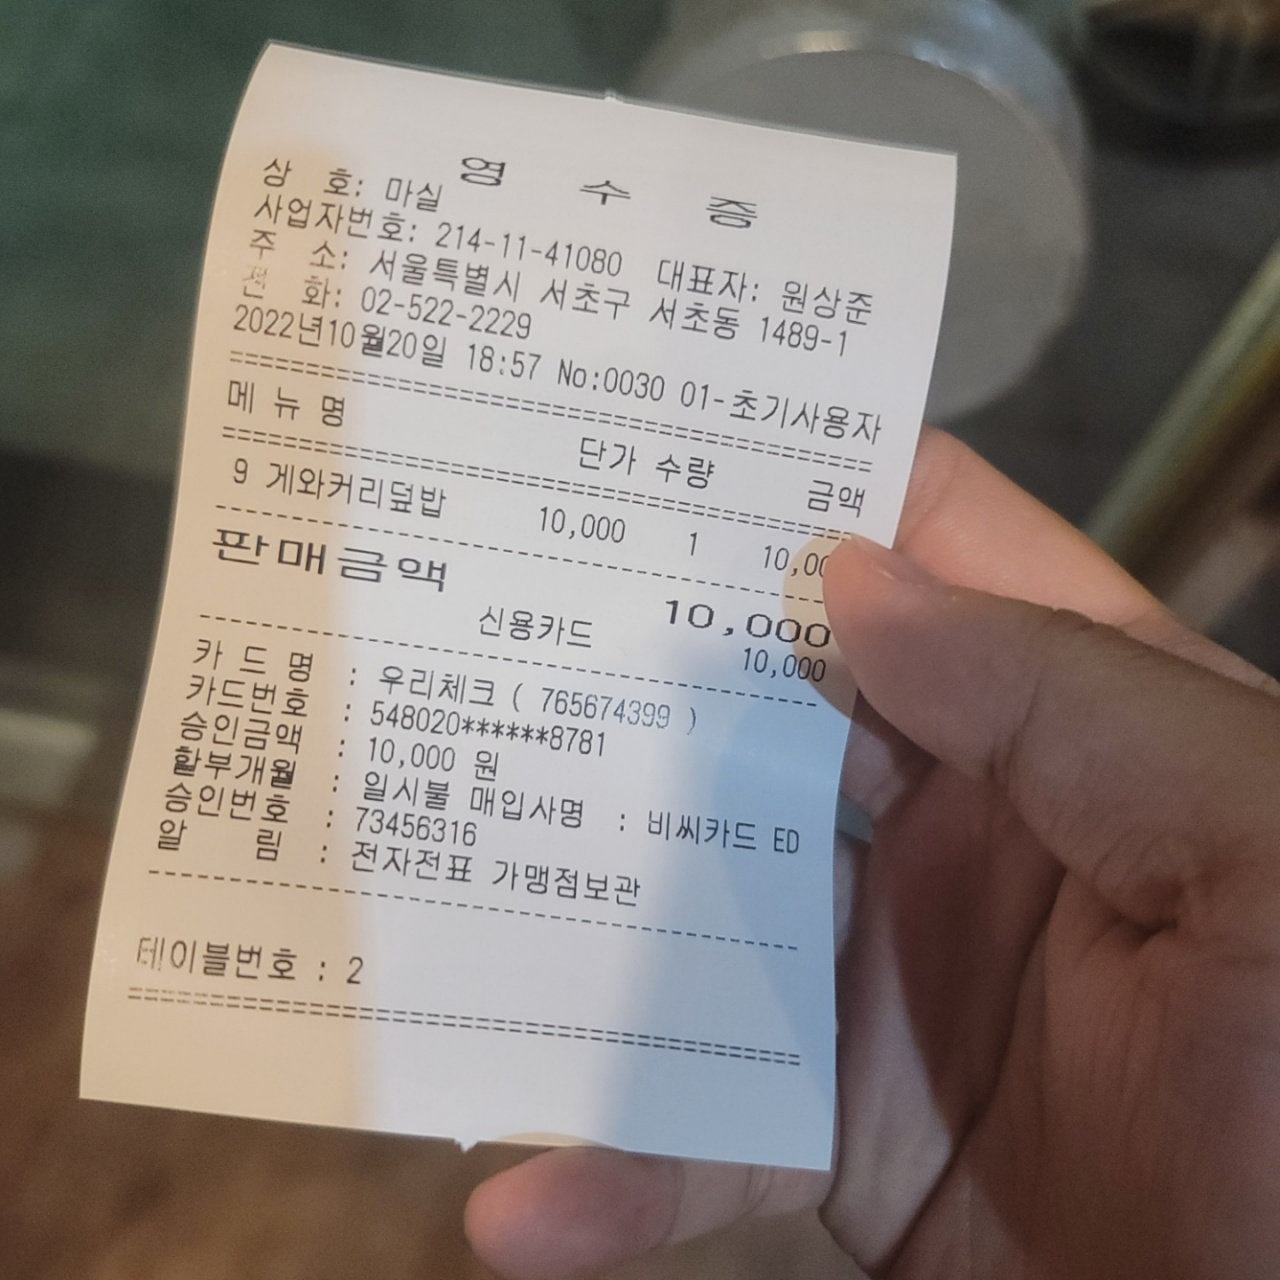 영 수 증
상 호: 마실
사업자번호: 214-11-41080 대표자: 원상준
주 소: 서울특별시 서초구 서초동 1489-1
전 화: 02-522-2229
2022년10월20일 18:57 No:0030 01-초기사용자
메 뉴 명 단가 수량 금액
9 게와커리덮밥 10,000 1 10,00
판매금액 10,000
신용카드 10,000
카 드 명 : 우리체크 ( 765674399 )
카드번호 : 548020******8781
승인금액 : 10,000 원
할부개월 : 일시불 매입사명 : 비씨카드 ED
승인번호 : 73456316
알 림 : 전자전표 가맹점보관
테이블번호 : 2